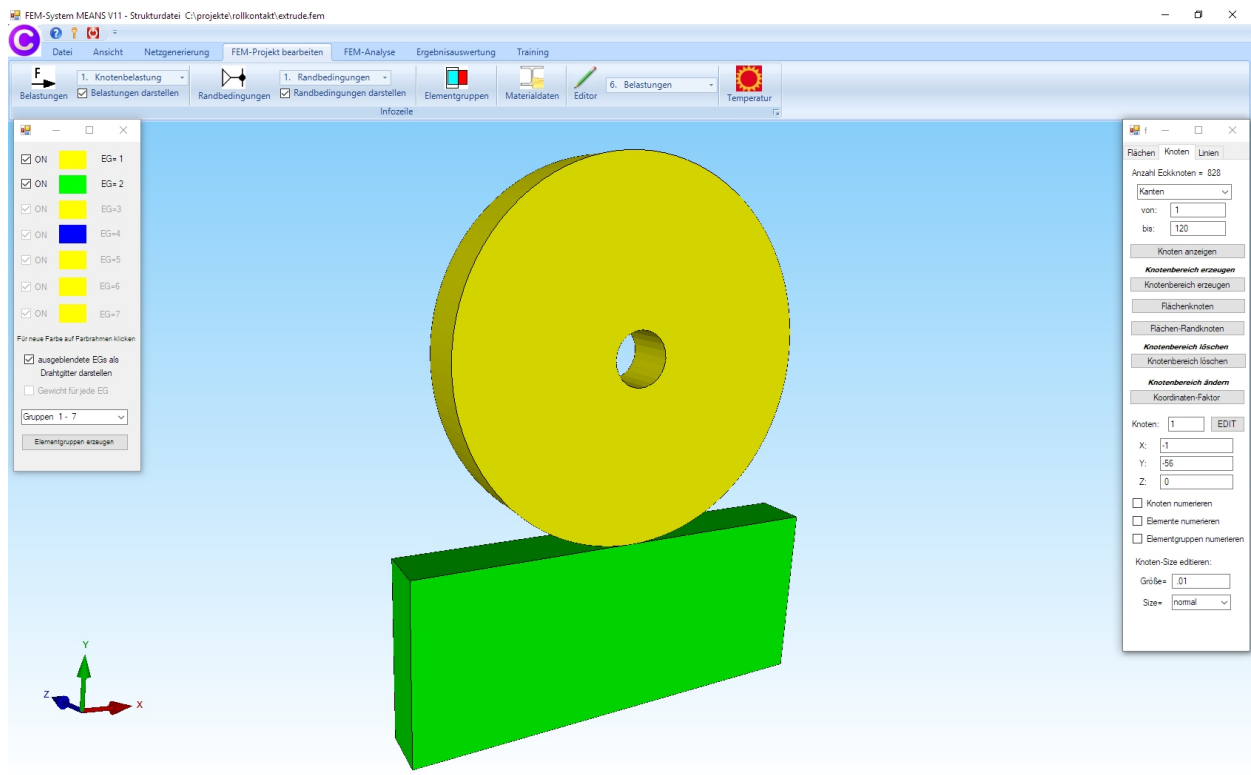 FEM-System MEANS V11 - Strukturdatei C:\projekte\rollkontakt\extrude.fem
C
Datei Ansicht Netzgenerierung FEM-Projekt bearbeiten FEM-Analyse Ergebnisauswertung Training
F
1. Knotenbelastung
1. Randbedingungen
6. Belastungen
Belastungen
Belastungen darstellen
Randbedingungen
Randbedingungen darstellen
Elementgruppen
Materialdaten
Editor
Temperatur
Infozeile
ON EG= 1
ON EG= 2
ON EG=3
ON EG=4
ON EG=5
ON EG=6
ON EG=7
Für neue Farbe auf Farbrahmen klicken
ausgeblendete EGs als
Drahtgitter darstellen
Gewicht für jede EG
Gruppen 1 - 7
Elementgruppen erzeugen
Y
Z
X
f
Flächen Knoten Linien
Anzahl Eckknoten = 828
Kanten
von: 1
bis: 120
Knoten anzeigen
Knotenbereich erzeugen
Knotenbereich erzeugen
Flächenknoten
Flächen-Randknoten
Knotenbereich löschen
Knotenbereich löschen
Knotenbereich ändern
Koordinaten-Faktor
Knoten: 1 EDIT
X: -1
Y: -56
Z: 0
Knoten numerieren
Elemente numerieren
Elementgruppen numerieren
Knoten-Size editieren:
Größe= .01
Size= normal